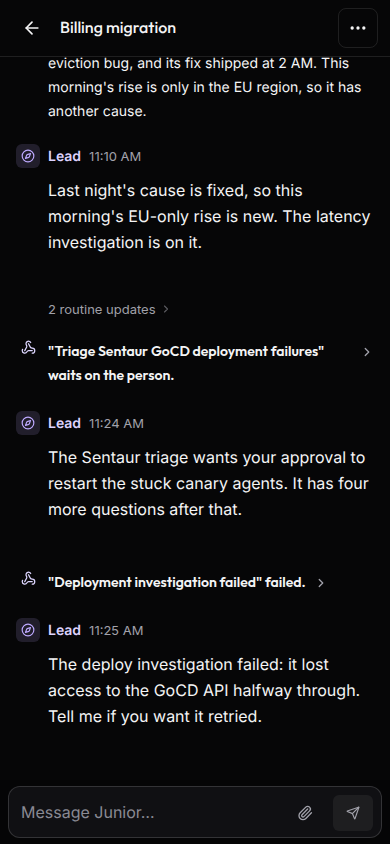 Billing migration
eviction bug, and its fix shipped at 2 AM. This
morning's rise is only in the EU region, so it has
another cause.
Lead 11:10 AM
Last night's cause is fixed, so this
morning's EU-only rise is new. The latency
investigation is on it.
2 routine updates
"Triage Sentaur GoCD deployment failures"
waits on the person.
Lead 11:24 AM
The Sentaur triage wants your approval to
restart the stuck canary agents. It has four
more questions after that.
"Deployment investigation failed" failed.
Lead 11:25 AM
The deploy investigation failed: it lost
access to the GoCD API halfway through.
Tell me if you want it retried.
Message Junior...